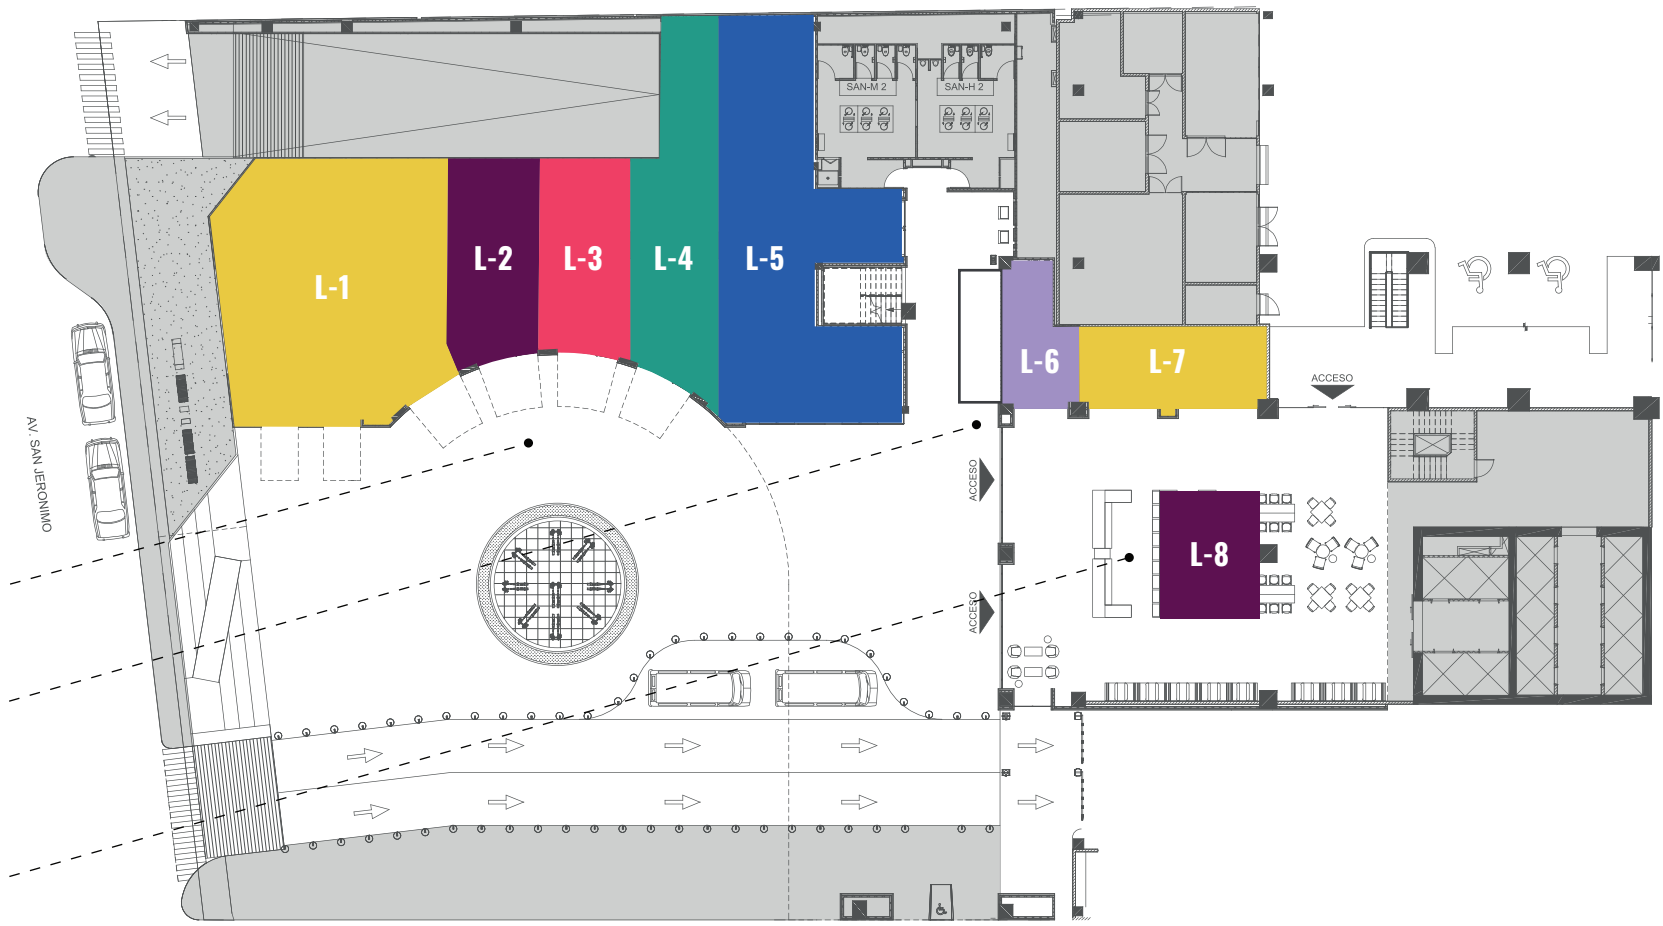 SAN-M 2
SAN-H 2
L-1
L-2
L-3
L-4
L-5
L-6
L-7
ACCESO
AV. SAN JERONIMO
ACCESO
L-8
ACCESO